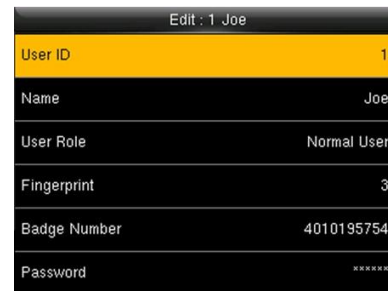 Edit : 1 Joe
User ID 1
Name Joe
User Role Normal User
Fingerprint 3
Badge Number 4010195754
Password ******